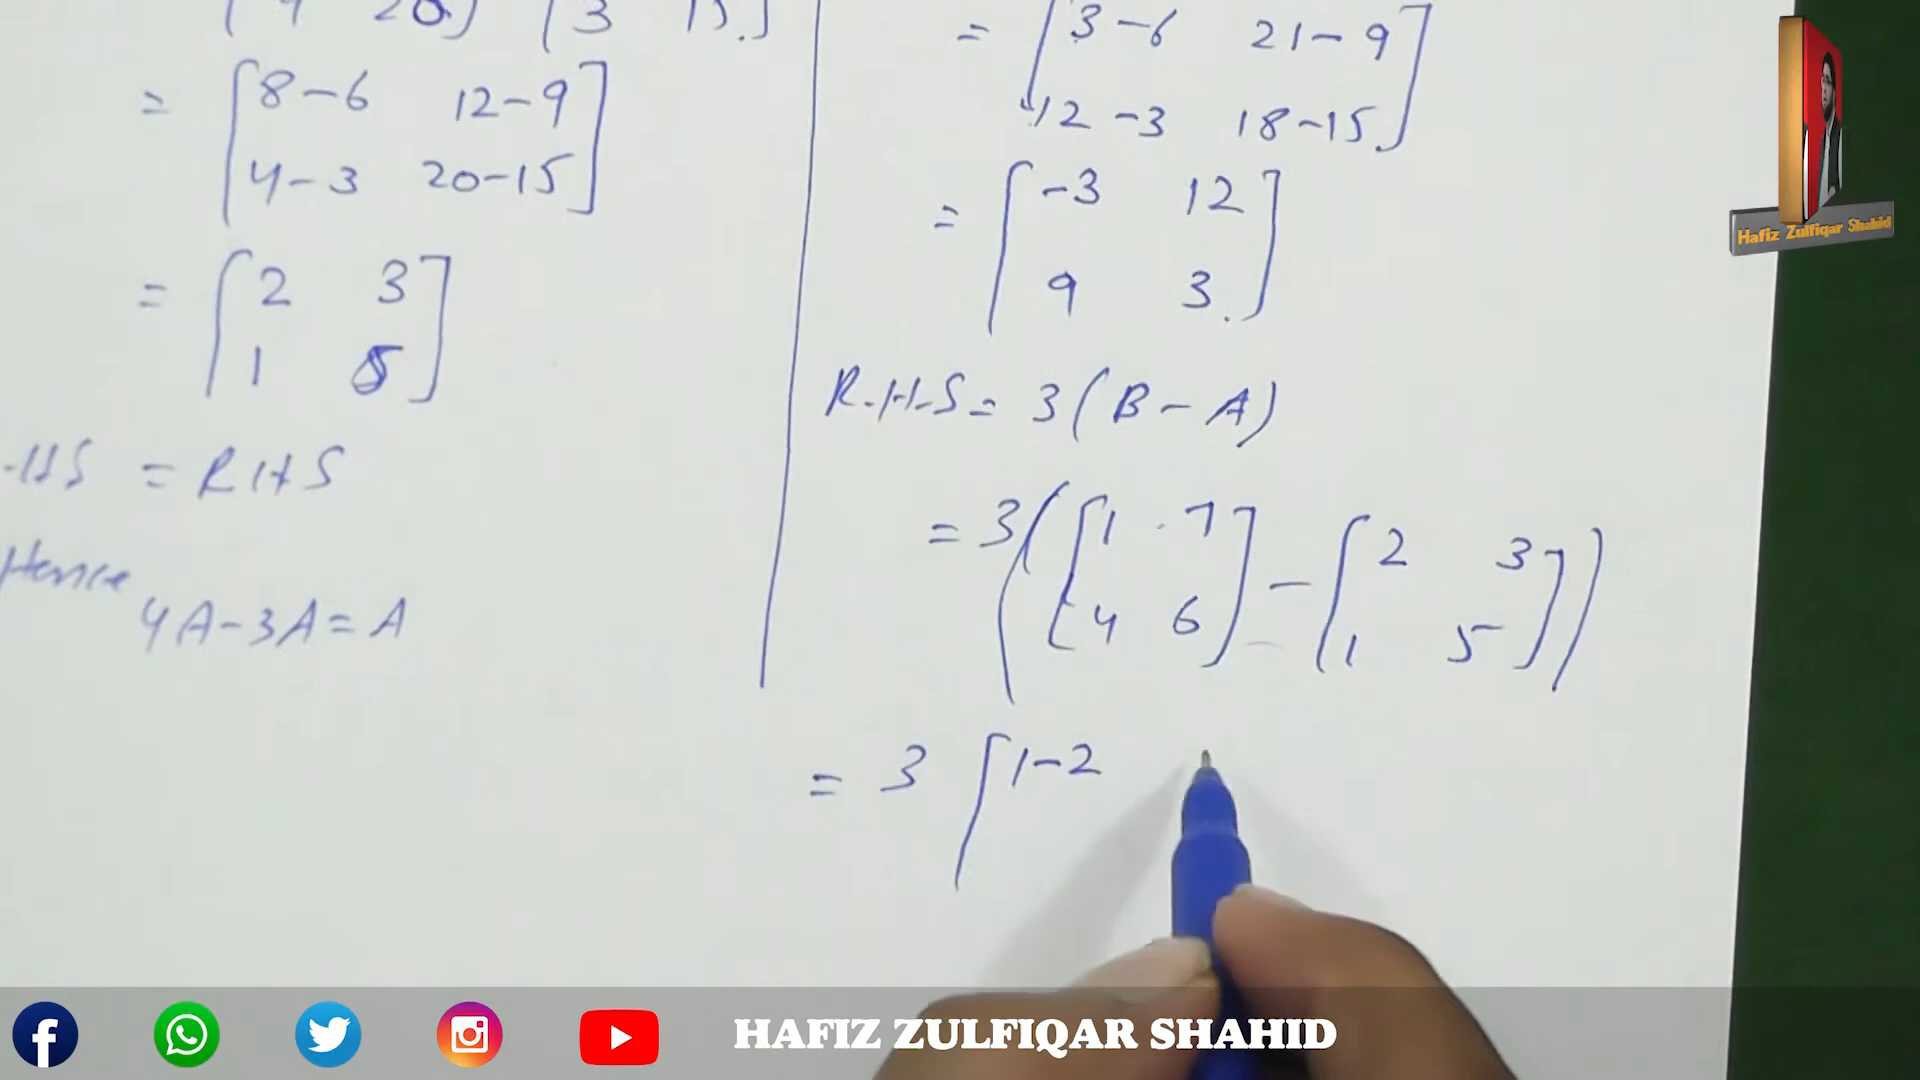 = [8-6 12-9
4-3 20-15]
= [2 3
1 5]
= RHS
Hence
4A-3A=A
= [3-6 21-9
12-3 18-15]
= [-3 12
9 3]
R.H.S = 3(B-A)
= 3([1 7
4 6] - [2 3
1 5])
= 3 [1-2
Hafiz Zulfiqar Shahid
HAFIZ ZULFIQAR SHAHID